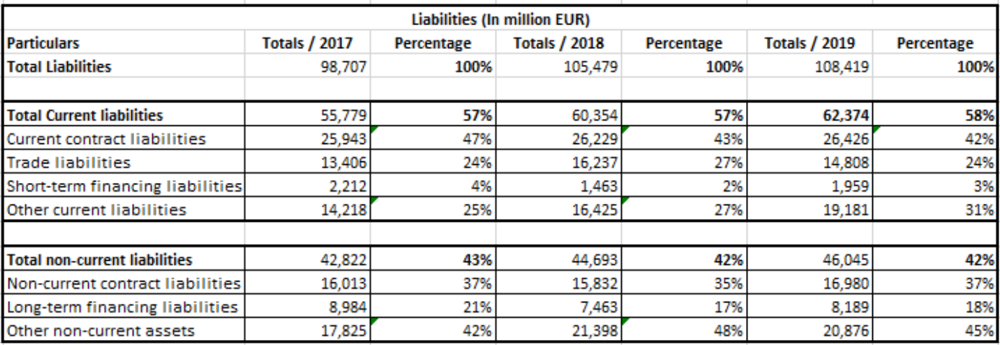 Liabilities (In million EUR)
Particulars Totals / 2017 Percentage Totals / 2018 Percentage Totals / 2019 Percentage
Total Liabilities 98,707 100% 105,479 100% 108,419 100%
Total Current liabilities 55,779 57% 60,354 57% 62,374 58%
Current contract liabilities 25,943 47% 26,229 43% 26,426 42%
Trade liabilities 13,406 24% 16,237 27% 14,808 24%
Short-term financing liabilities 2,212 4% 1,463 2% 1,959 3%
Other current liabilities 14,218 25% 16,425 27% 19,181 31%
Total non-current liabilities 42,822 43% 44,693 42% 46,045 42%
Non-current contract liabilities 16,013 37% 15,832 35% 16,980 37%
Long-term financing liabilities 8,984 21% 7,463 17% 8,189 18%
Other non-current assets 17,825 42% 21,398 48% 20,876 45%